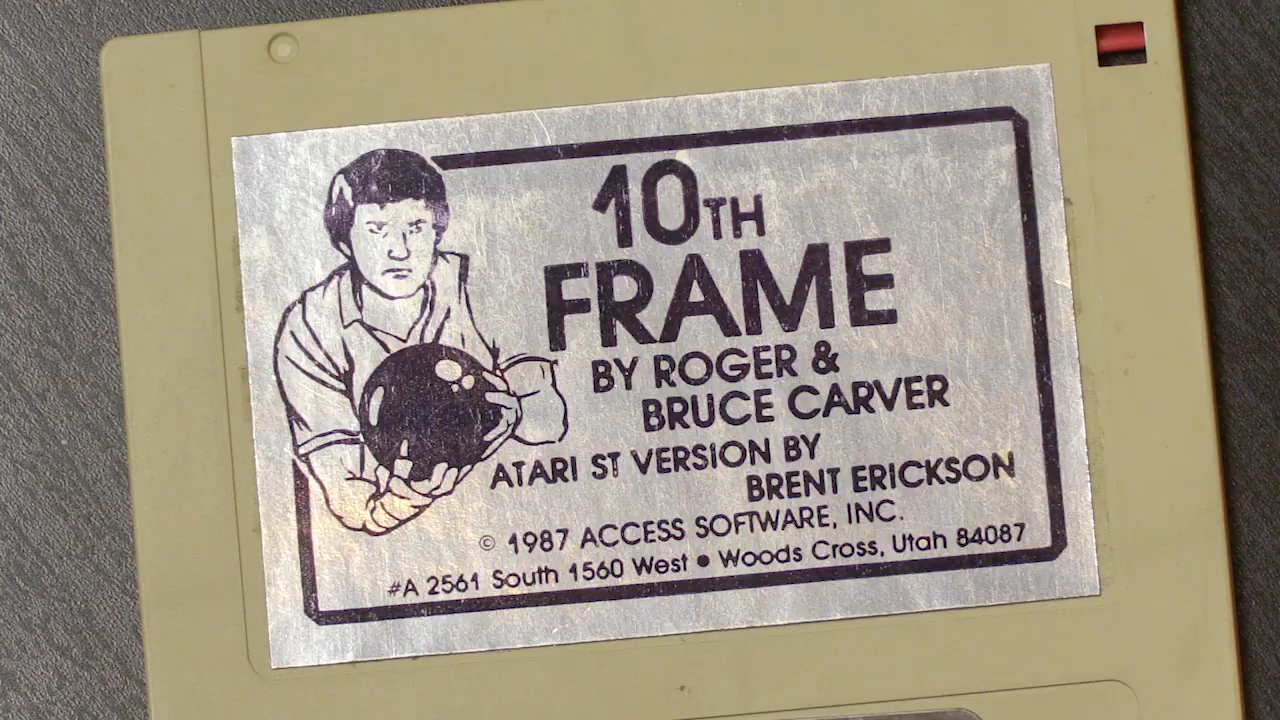 10TH
FRAME
BY ROGER &
BRUCE CARVER
ATARI ST VERSION BY
BRENT ERICKSON
© 1987 ACCESS SOFTWARE, INC.
#A 2561 South 1560 West • Woods Cross, Utah 84087